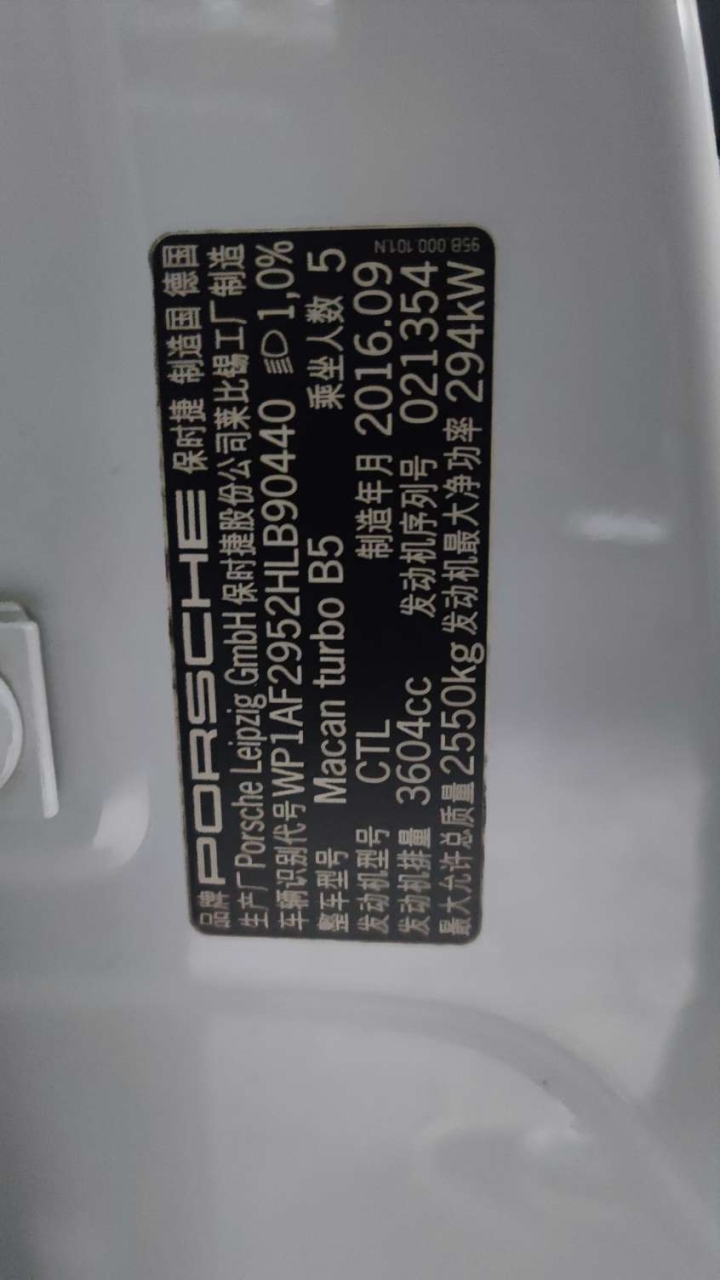 品牌 PORSCHE 保时捷 制造国 德国
生产厂 Porsche Leipzig GmbH 保时捷股份公司莱比锡工厂制造
车辆识别代号 WP1AF2952HLB90440 1,0%
整车型号 Macan turbo B5 乘坐人数 5
发动机型号 CTL 制造年月 2016.09
发动机排量 3604cc 发动机序列号 021354
最大允许总质量 2550kg 发动机最大净功率 294kW
95B.000.101.N